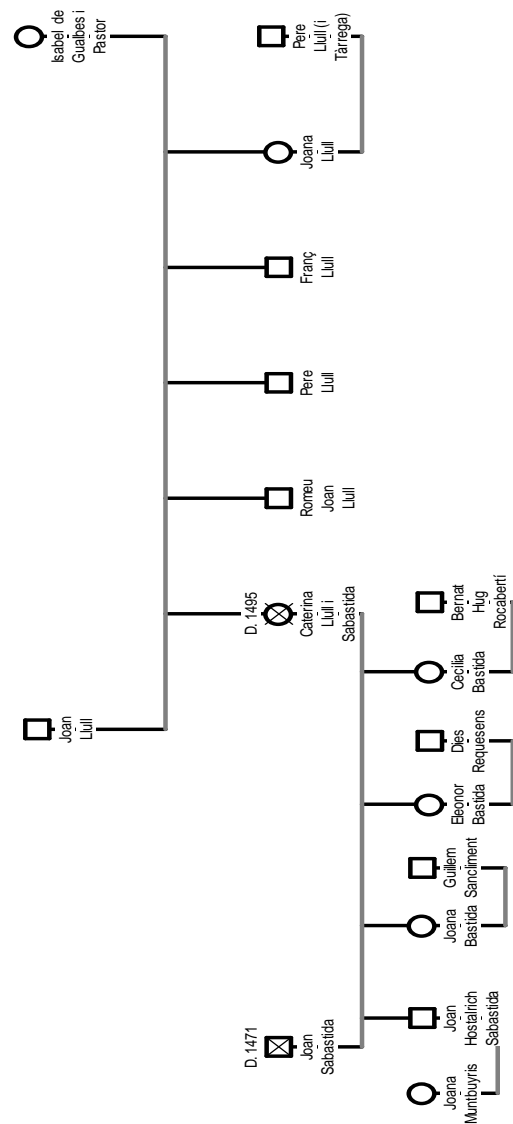 Joan
Llull
Isabel de
Gualbes i
Pastor
D. 1471
Joan
Sabastida
D. 1495
Caterina
Llull i
Sabastida
Romeu
Joan
Llull
Pere
Llull
Franç
Llull
Joana
Llull
Pere
Llull (i
Tàrrega)
Joana
Muntbuyris
Joan
Hostalrich
Sabastida
Joana
Bastida
Guillem
Sancliment
Eleonor
Bastida
Dies
Requesens
Cecilia
Bastida
Bernat
Hug
Rocabertí